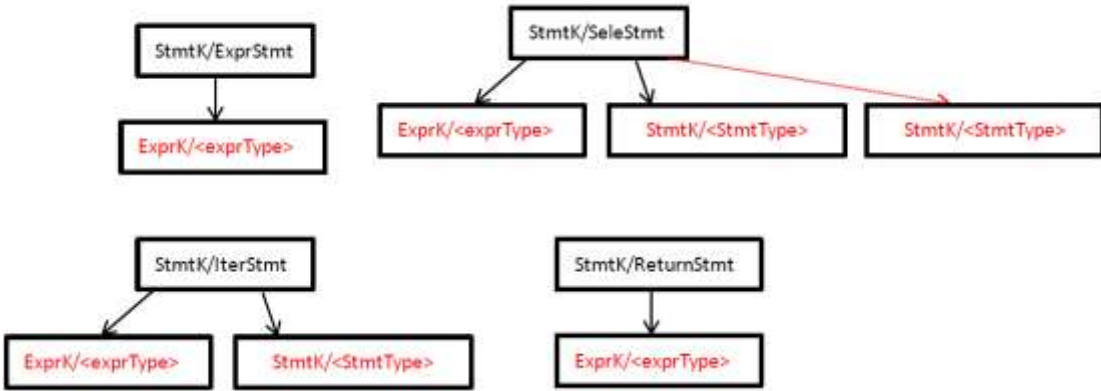 StmtK/ExprStmt
ExprK/<exprType>
StmtK/SeleStmt
ExprK/<exprType>
StmtK/<StmtType>
StmtK/<StmtType>
StmtK/IterStmt
ExprK/<exprType>
StmtK/<StmtType>
StmtK/ReturnStmt
ExprK/<exprType>